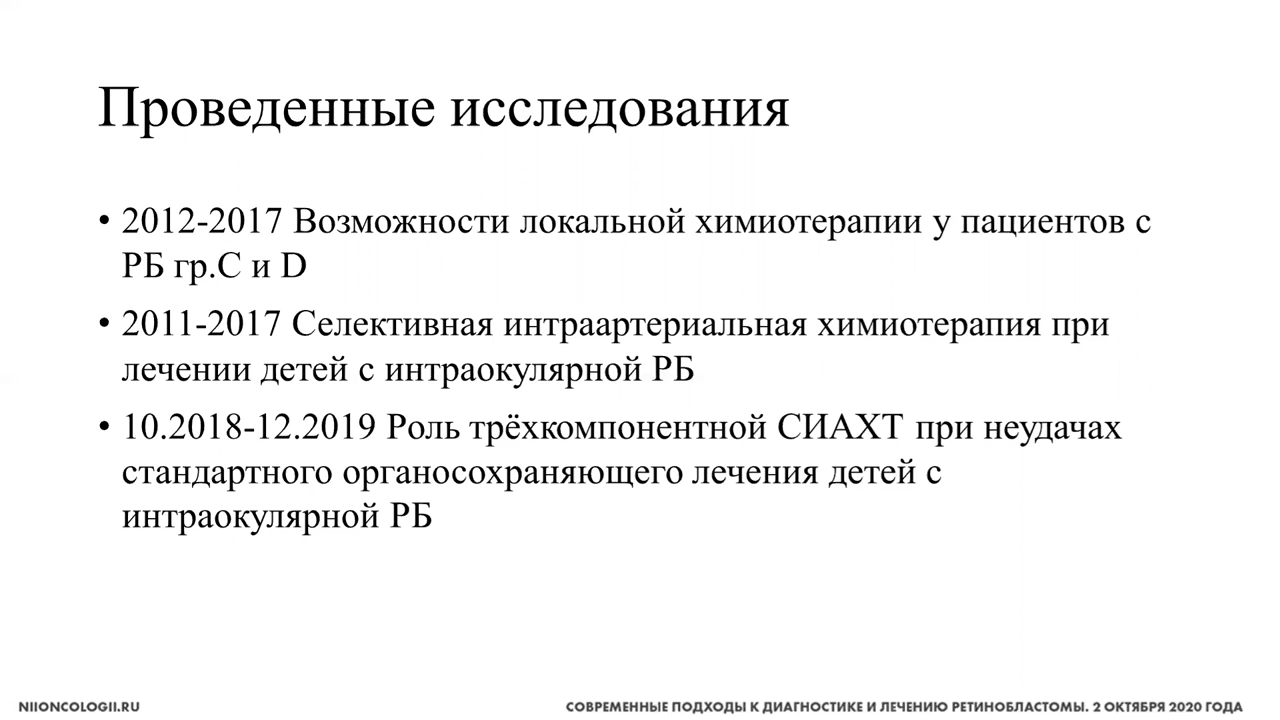 Проведенные исследования
• 2012-2017 Возможности локальной химиотерапии у пациентов с
РБ гр.С и D
• 2011-2017 Селективная интраартериальная химиотерапия при
лечении детей с интраокулярной РБ
• 10.2018-12.2019 Роль трёхкомпонентной СИАХТ при неудачах
стандартного органосохраняющего лечения детей с
интраокулярной РБ
NIIONCOLOGII.RU
СОВРЕМЕННЫЕ ПОДХОДЫ К ДИАГНОСТИКЕ И ЛЕЧЕНИЮ РЕТИНОБЛАСТОМЫ. 2 ОКТЯБРЯ 2020 ГОДА